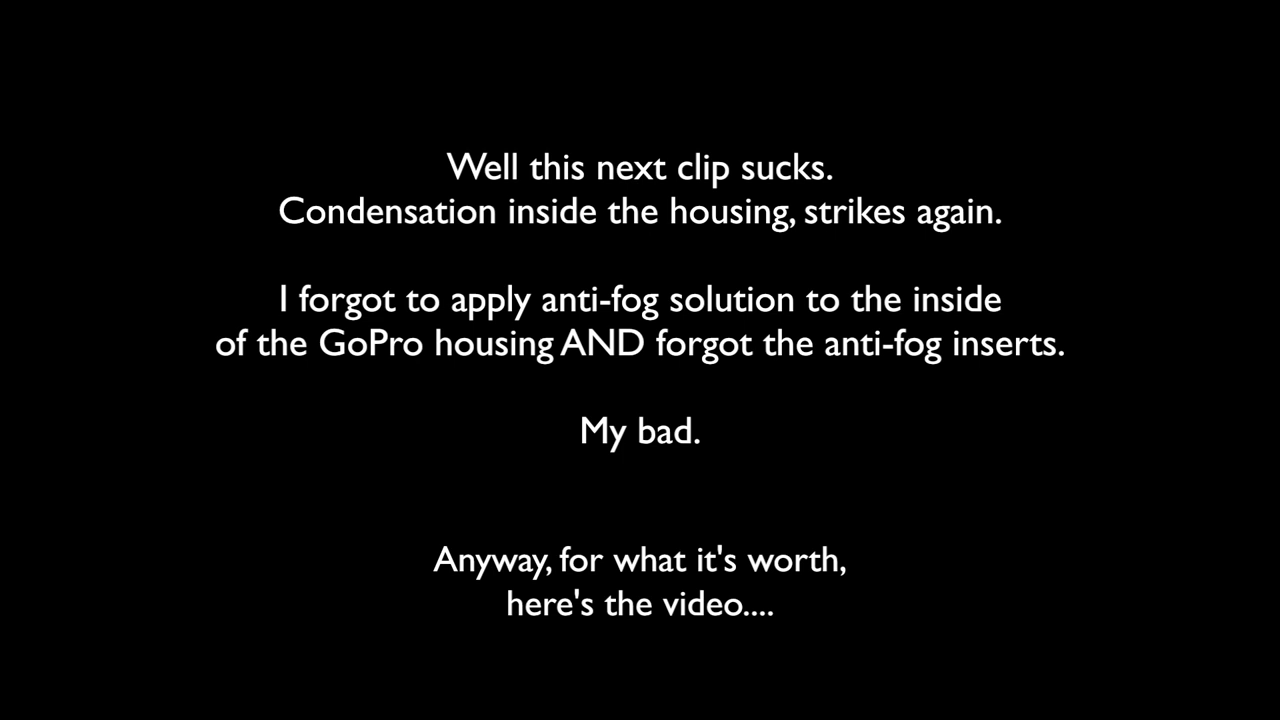 Well this next clip sucks.
Condensation inside the housing, strikes again.
I forgot to apply anti-fog solution to the inside
of the GoPro housing AND forgot the anti-fog inserts.
My bad.
Anyway, for what it's worth,
here's the video....